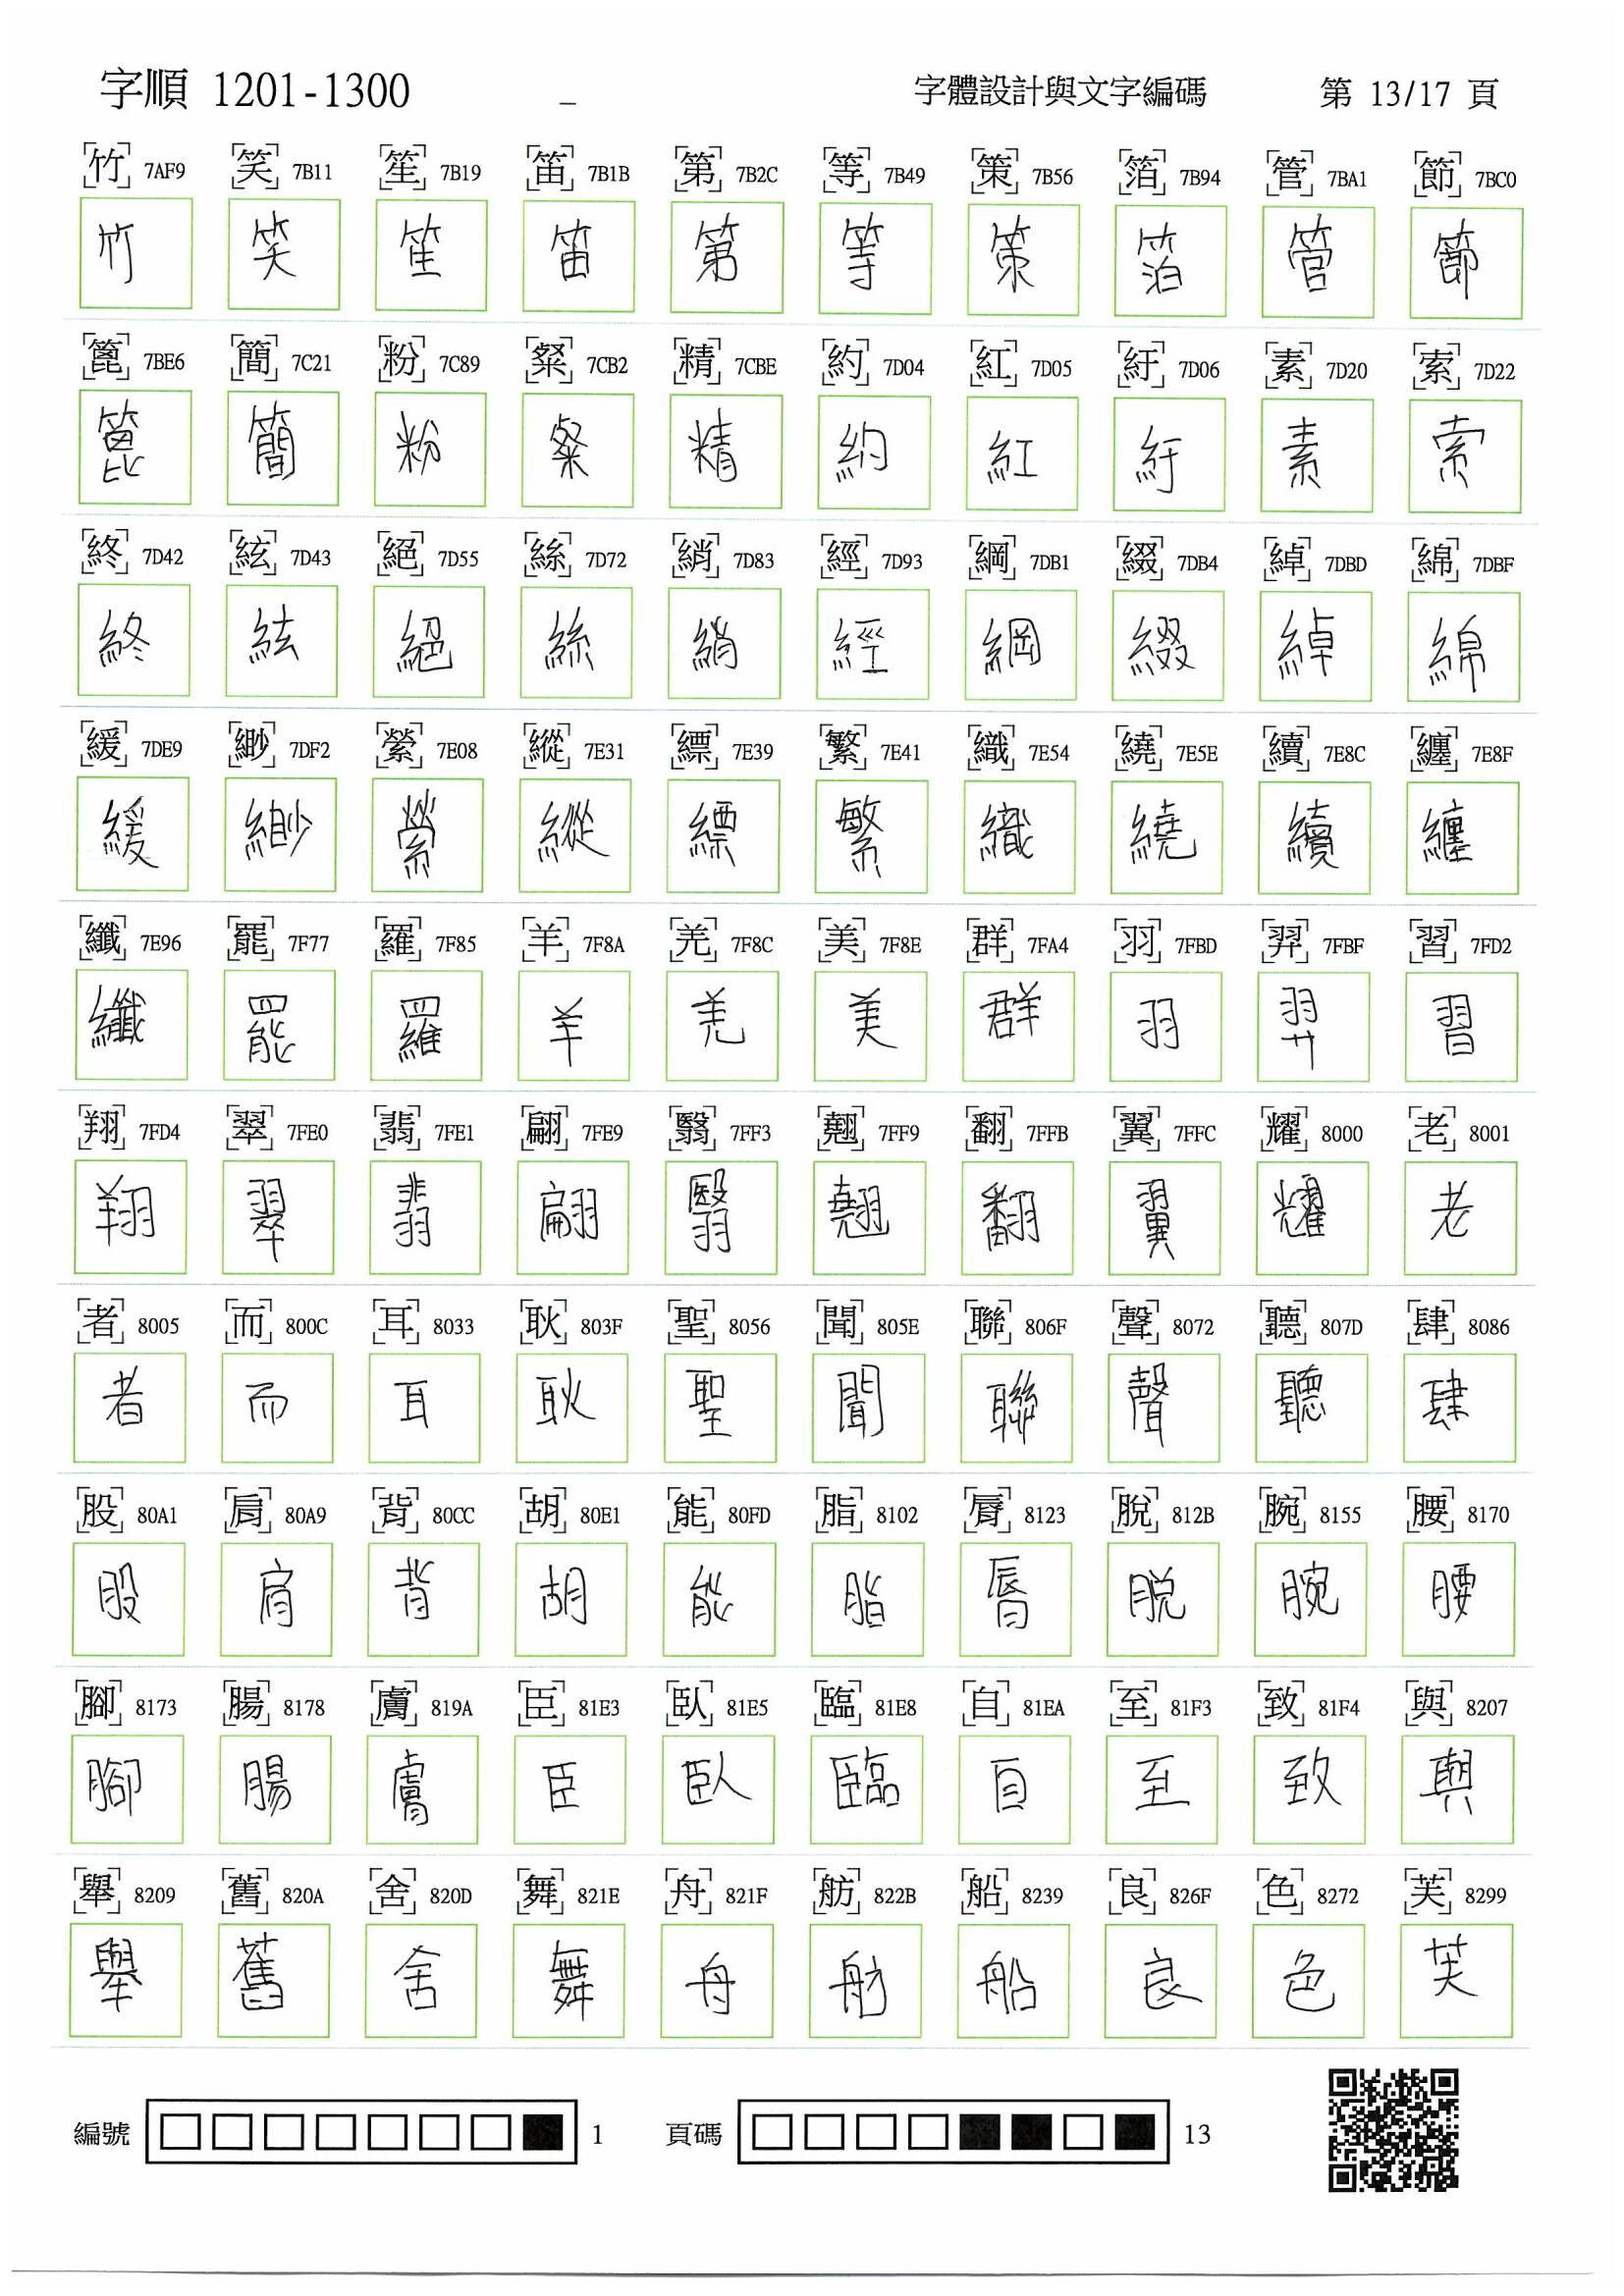 字順 1201-1300 _ 字體設計與文字編碼 第 13/17 頁
竹 7AF9 笑 7B11 笙 7B19 笛 7B1B 第 7B2C 等 7B49 策 7B56 箔 7B94 管 7BA1 節 7BC0
竹 笑 笙 笛 第 等 策 箔 管 節
篦 7BE6 簡 7C21 粉 7C89 粲 7CB2 精 7CBE 約 7D04 紅 7D05 紆 7D06 素 7D20 索 7D22
篦 簡 粉 粲 精 約 紅 紆 素 索
終 7D42 絃 7D43 絕 7D55 絲 7D72 綃 7D83 經 7D93 綱 7DB1 綴 7DB4 綽 7DBD 綿 7DBF
終 絃 絕 絲 綃 經 綱 綴 綽 綿
緩 7DE9 緲 7DF2 縈 7E08 縱 7E31 縹 7E39 繁 7E41 織 7E54 繞 7E5E 續 7E8C 纏 7E8F
緩 緲 縈 縱 縹 繁 織 繞 續 纏
纖 7E96 罷 7F77 羅 7F85 羊 7F8A 羌 7F8C 美 7F8E 群 7FA4 羽 7FBD 羿 7FBF 習 7FD2
纖 罷 羅 羊 羌 美 群 羽 羿 習
翔 7FD4 翠 7FE0 翡 7FE1 翩 7FE9 翳 7FF3 翹 7FF9 翻 7FFB 翼 7FFC 耀 8000 老 8001
翔 翠 翡 翩 翳 翹 翻 翼 耀 老
者 8005 而 800C 耳 8033 耿 803F 聖 8056 聞 805E 聯 806F 聲 8072 聽 807D 肆 8086
者 而 耳 耿 聖 聞 聯 聲 聽 肆
股 80A1 肩 80A9 背 80CC 胡 80E1 能 80FD 脂 8102 脣 8123 脫 812B 腕 8155 腰 8170
股 肩 背 胡 能 脂 脣 脫 腕 腰
腳 8173 腸 8178 膚 819A 臣 81E3 臥 81E5 臨 81E8 自 81EA 至 81F3 致 81F4 與 8207
腳 腸 膚 臣 臥 臨 自 至 致 與
舉 8209 舊 820A 舍 820D 舞 821E 舟 821F 舫 822B 船 8239 良 826F 色 8272 芙 8299
舉 舊 舍 舞 舟 舫 船 良 色 芙
編號 1 頁碼 13